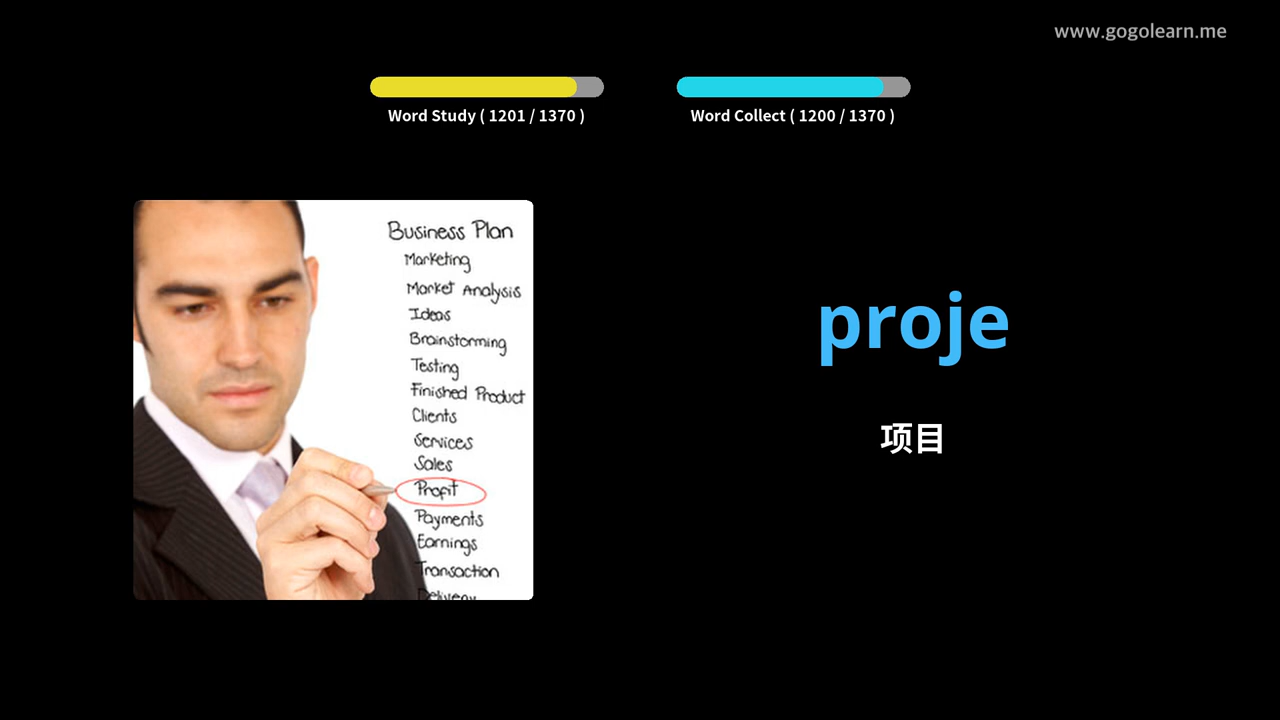 www.gogolearn.me
Word Study ( 1201 / 1370 )
Word Collect ( 1200 / 1370 )
Business Plan
Marketing
Market Analysis
Ideas
Brainstorming
Testing
Finished Product
Clients
Services
Sales
Profit
Payments
Earnings
Transaction
Delivery
proje
项目